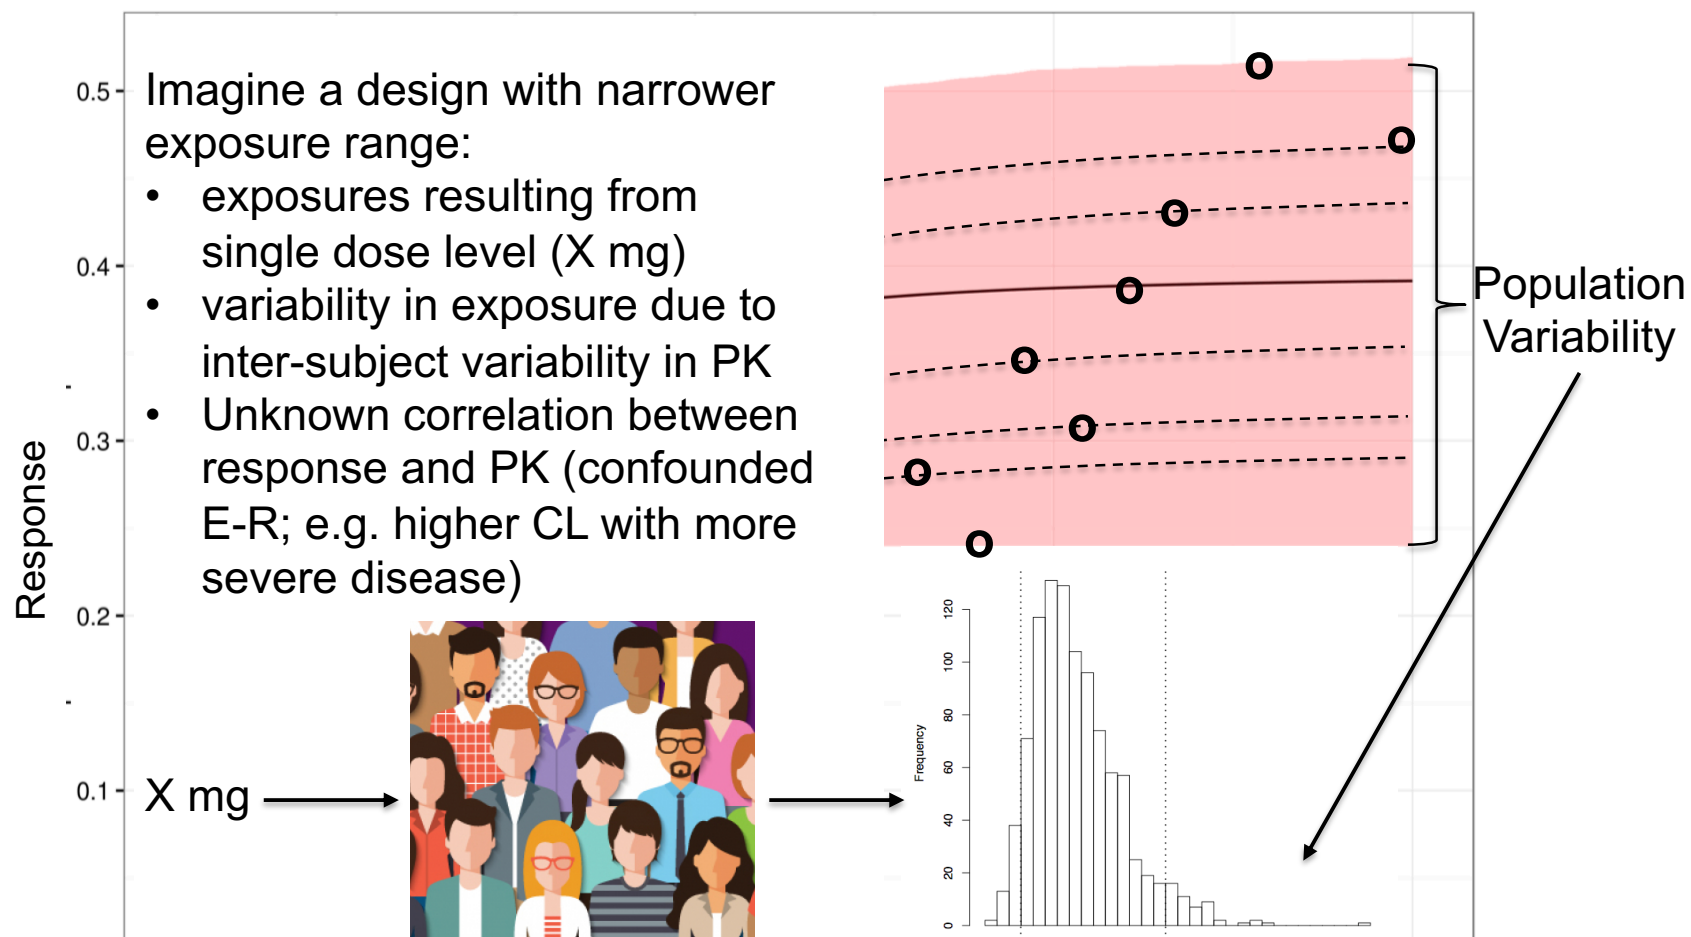 Imagine a design with narrower
exposure range:
• exposures resulting from
single dose level (X mg)
• variability in exposure due to
inter-subject variability in PK
• Unknown correlation between
response and PK (confounded
E-R; e.g. higher CL with more
severe disease)
Response
0.5
0.4
0.3
0.2
0.1
o
o
o
o
o
o
o
o
Population
Variability
X mg
Frequency
120
100
80
60
40
20
0